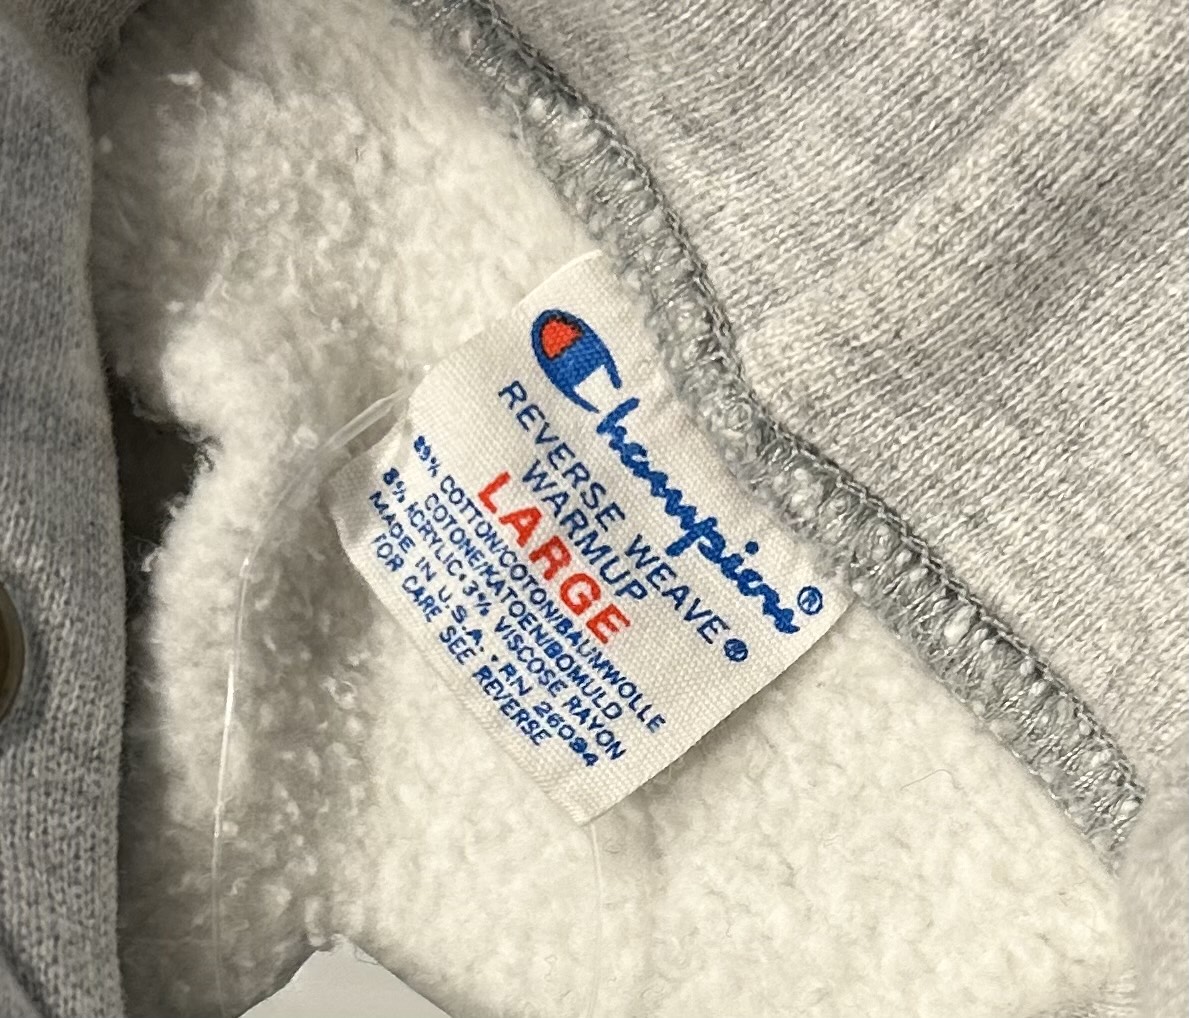 Champion®
REVERSE WEAVE®
WARMUP
LARGE
89% COTTON/COTTON/BAUMWOLLE
COTONE/KATOEN/BOMULD
8% ACRYLIC·3% VISCOSE RAYON
MADE IN U.S.A.·RN 26094
FOR CARE SEE REVERSE